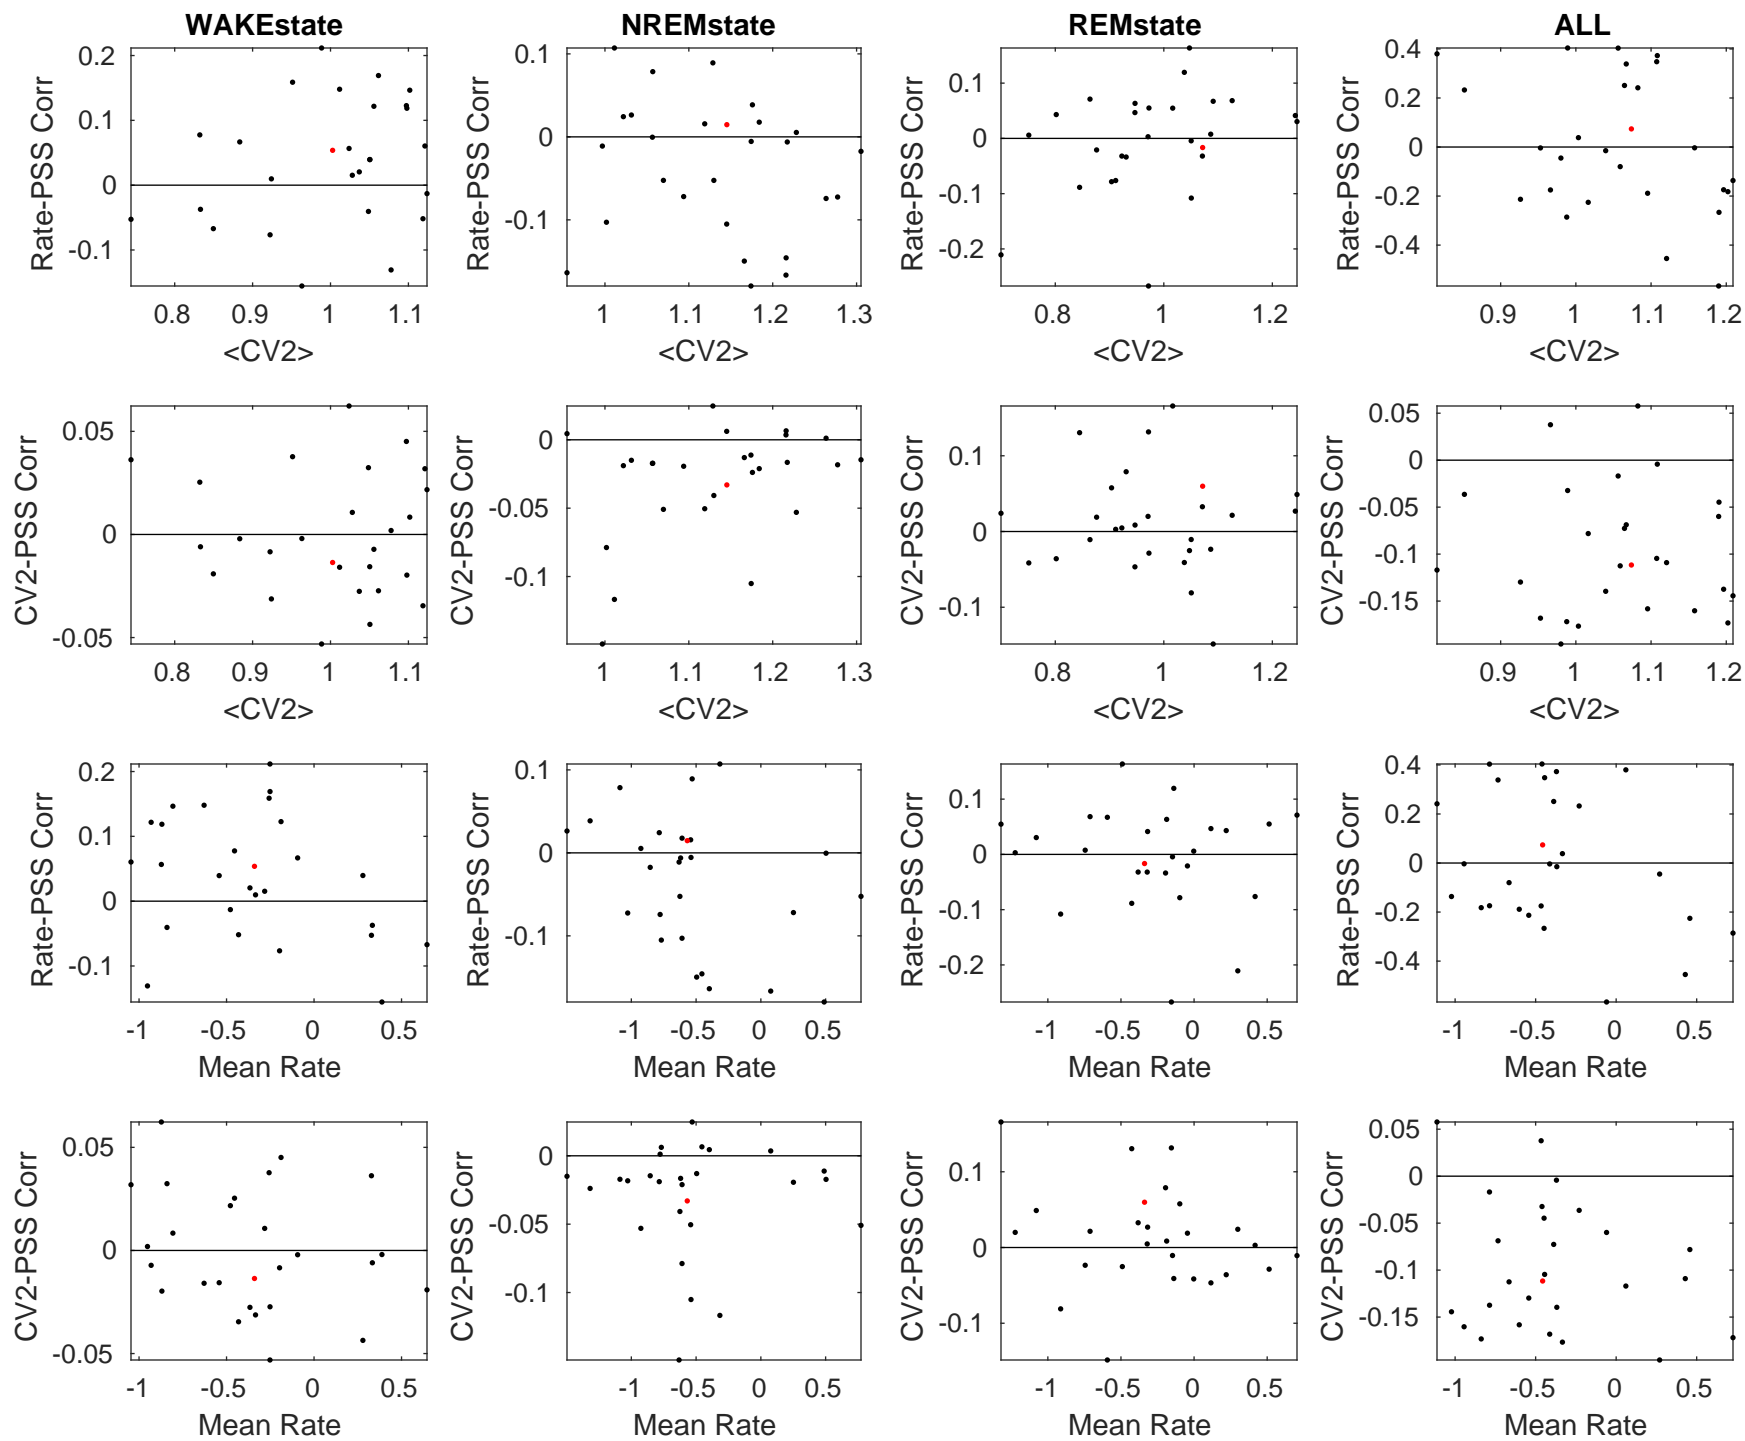 WAKEstate NREMstate REMstate ALL
0.2 0.1 0 -0.1 Rate-PSS Corr 0.8 0.9 1 1.1 <CV2>
0.1 0 -0.1 Rate-PSS Corr 1 1.1 1.2 1.3 <CV2>
0.1 0 -0.1 -0.2 Rate-PSS Corr 0.8 1 1.2 <CV2>
0.4 0.2 0 -0.2 -0.4 Rate-PSS Corr 0.9 1 1.1 1.2 <CV2>
0.05 0 -0.05 CV2-PSS Corr 0.8 0.9 1 1.1 <CV2>
0 -0.05 -0.1 CV2-PSS Corr 1 1.1 1.2 1.3 <CV2>
0.1 0 -0.1 CV2-PSS Corr 0.8 1 1.2 <CV2>
0.05 0 -0.05 -0.1 -0.15 CV2-PSS Corr 0.9 1 1.1 1.2 <CV2>
0.2 0.1 0 -0.1 Rate-PSS Corr -1 -0.5 0 0.5 Mean Rate
0.1 0 -0.1 Rate-PSS Corr -1 -0.5 0 0.5 Mean Rate
0.1 0 -0.1 -0.2 Rate-PSS Corr -1 -0.5 0 0.5 Mean Rate
0.4 0.2 0 -0.2 -0.4 Rate-PSS Corr -1 -0.5 0 0.5 Mean Rate
0.05 0 -0.05 CV2-PSS Corr -1 -0.5 0 0.5 Mean Rate
0 -0.05 -0.1 CV2-PSS Corr -1 -0.5 0 0.5 Mean Rate
0.1 0 -0.1 CV2-PSS Corr -1 -0.5 0 0.5 Mean Rate
0.05 0 -0.05 -0.1 -0.15 CV2-PSS Corr -1 -0.5 0 0.5 Mean Rate